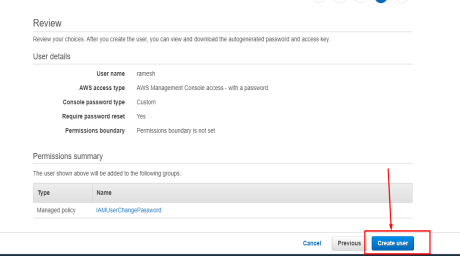 Review
Review your choices. After you create the user, you can view and download the autogenerated password and access key.
User details
User name ramesh
AWS access type AWS Management Console access - with a password
Console password type Custom
Require password reset Yes
Permissions boundary Permissions boundary is not set
Permissions summary
The user shown above will be added to the following groups.
Type Name
Managed policy IAMUserChangePassword
Cancel Previous Create user